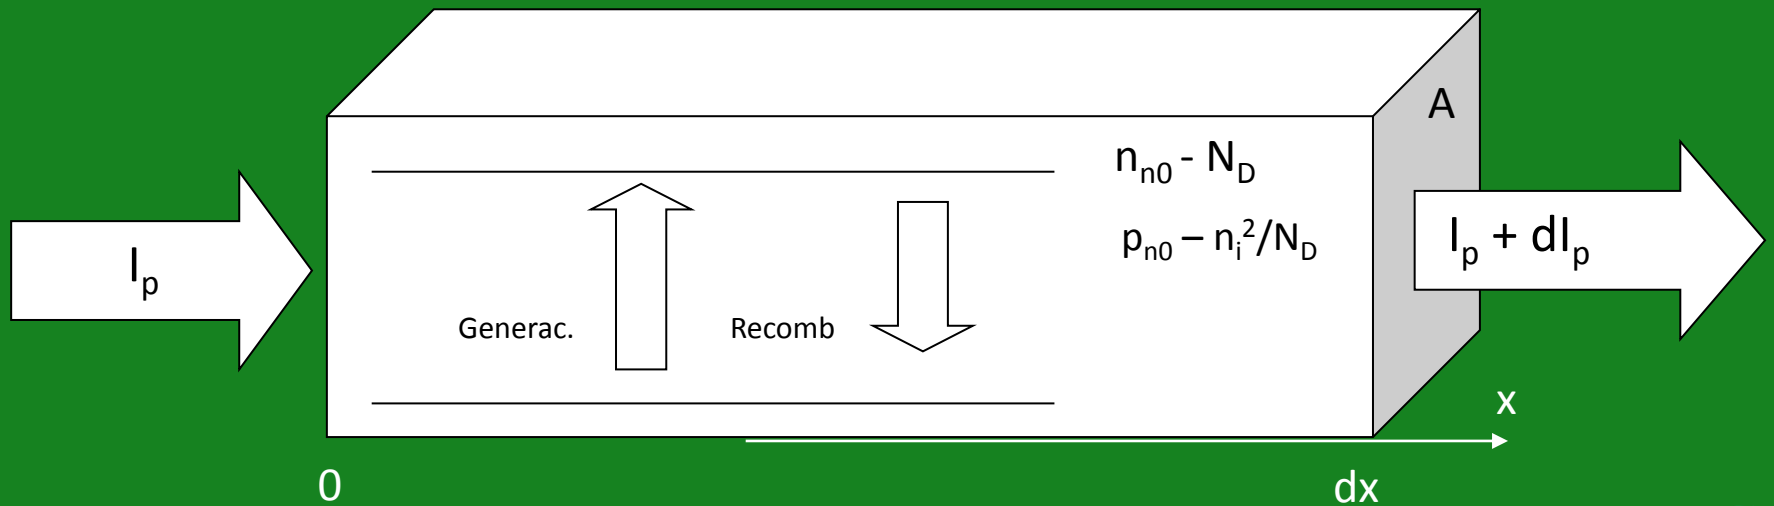 A
n_n0 - N_D
p_n0 – n_i^2/N_D
I_p
I_p + dI_p
Generac.
Recomb
x
0
dx